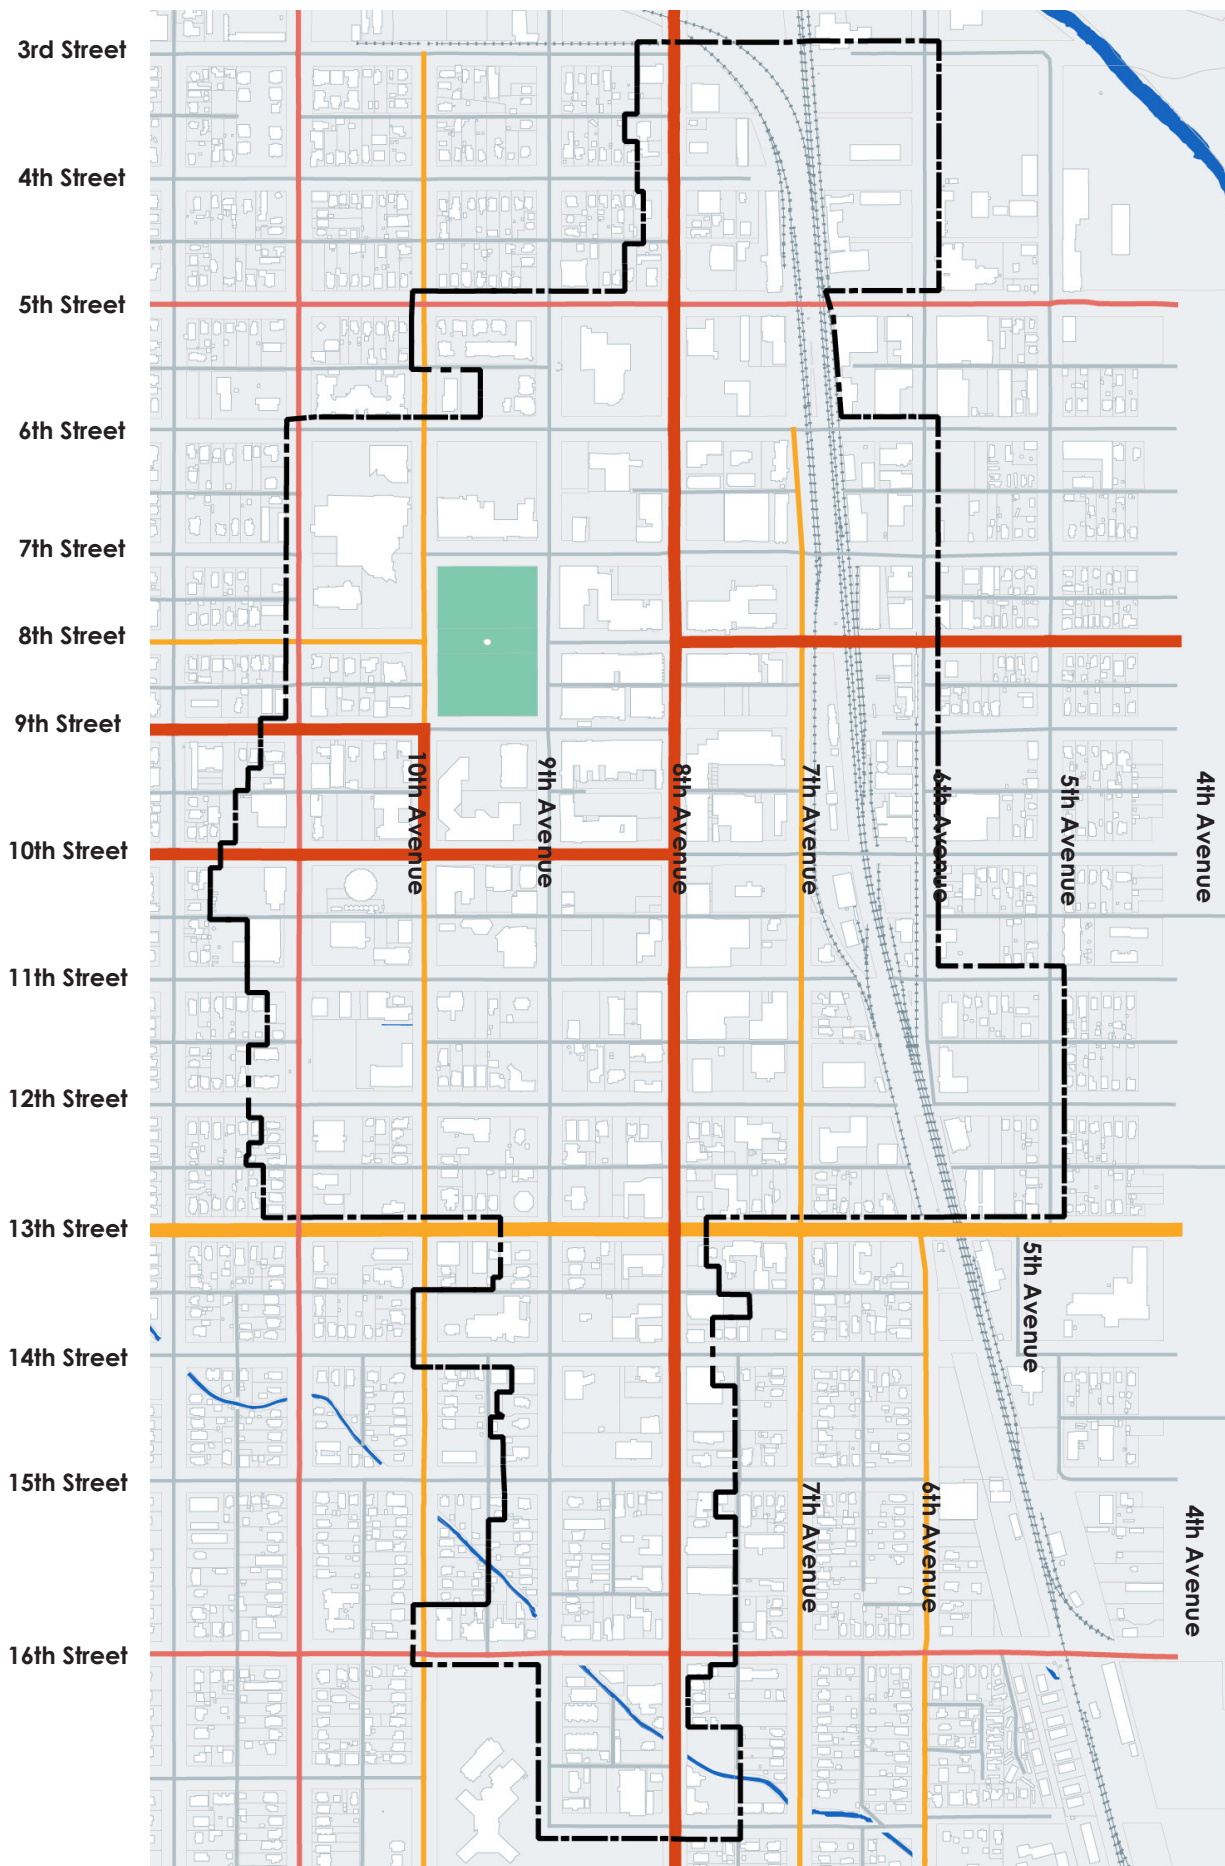 3rd Street
4th Street
5th Street
6th Street
7th Street
8th Street
9th Street
10th Avenue
9th Avenue
8th Avenue
7th Avenue
6th Avenue
5th Avenue
4th Avenue
10th Street
11th Street
12th Street
13th Street
5th Avenue
14th Street
15th Street
7th Avenue
6th Avenue
4th Avenue
16th Street